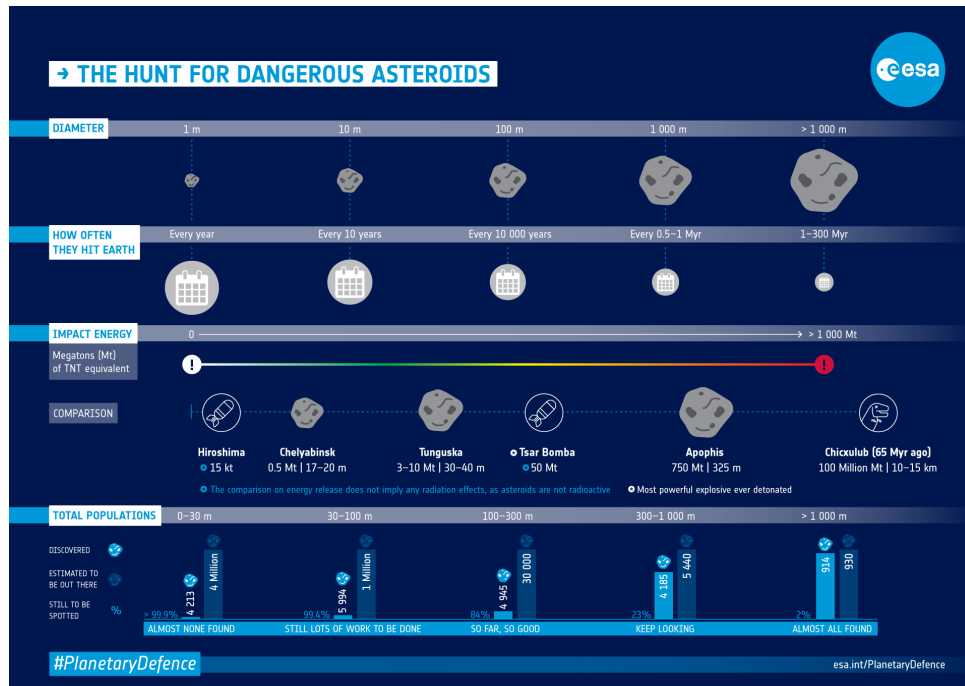 → THE HUNT FOR DANGEROUS ASTEROIDS
esa
DIAMETER
1 m
10 m
100 m
1 000 m
> 1 000 m
HOW OFTEN
THEY HIT EARTH
Every year
Every 10 years
Every 10 000 years
Every 0.5–1 Myr
1–300 Myr
IMPACT ENERGY
0
> 1 000 Mt
Megatons (Mt)
of TNT equivalent
!
!
COMPARISON
Hiroshima
15 kt
Chelyabinsk
0.5 Mt | 17–20 m
Tunguska
3–10 Mt | 30–40 m
Tsar Bomba
50 Mt
Apophis
750 Mt | 325 m
Chicxulub (65 Myr ago)
100 Million Mt | 10–15 km
The comparison on energy release does not imply any radiation effects, as asteroids are not radioactive
Most powerful explosive ever detonated
TOTAL POPULATIONS
0–30 m
30–100 m
100–300 m
300–1 000 m
> 1 000 m
DISCOVERED
ESTIMATED TO
BE OUT THERE
STILL TO BE
SPOTTED
%
> 99.9%
4 213
4 Million
99.4%
5 994
1 Million
84%
4 945
30 000
23%
4 185
5 440
2%
914
930
ALMOST NONE FOUND
STILL LOTS OF WORK TO BE DONE
SO FAR, SO GOOD
KEEP LOOKING
ALMOST ALL FOUND
#PlanetaryDefence
esa.int/PlanetaryDefence